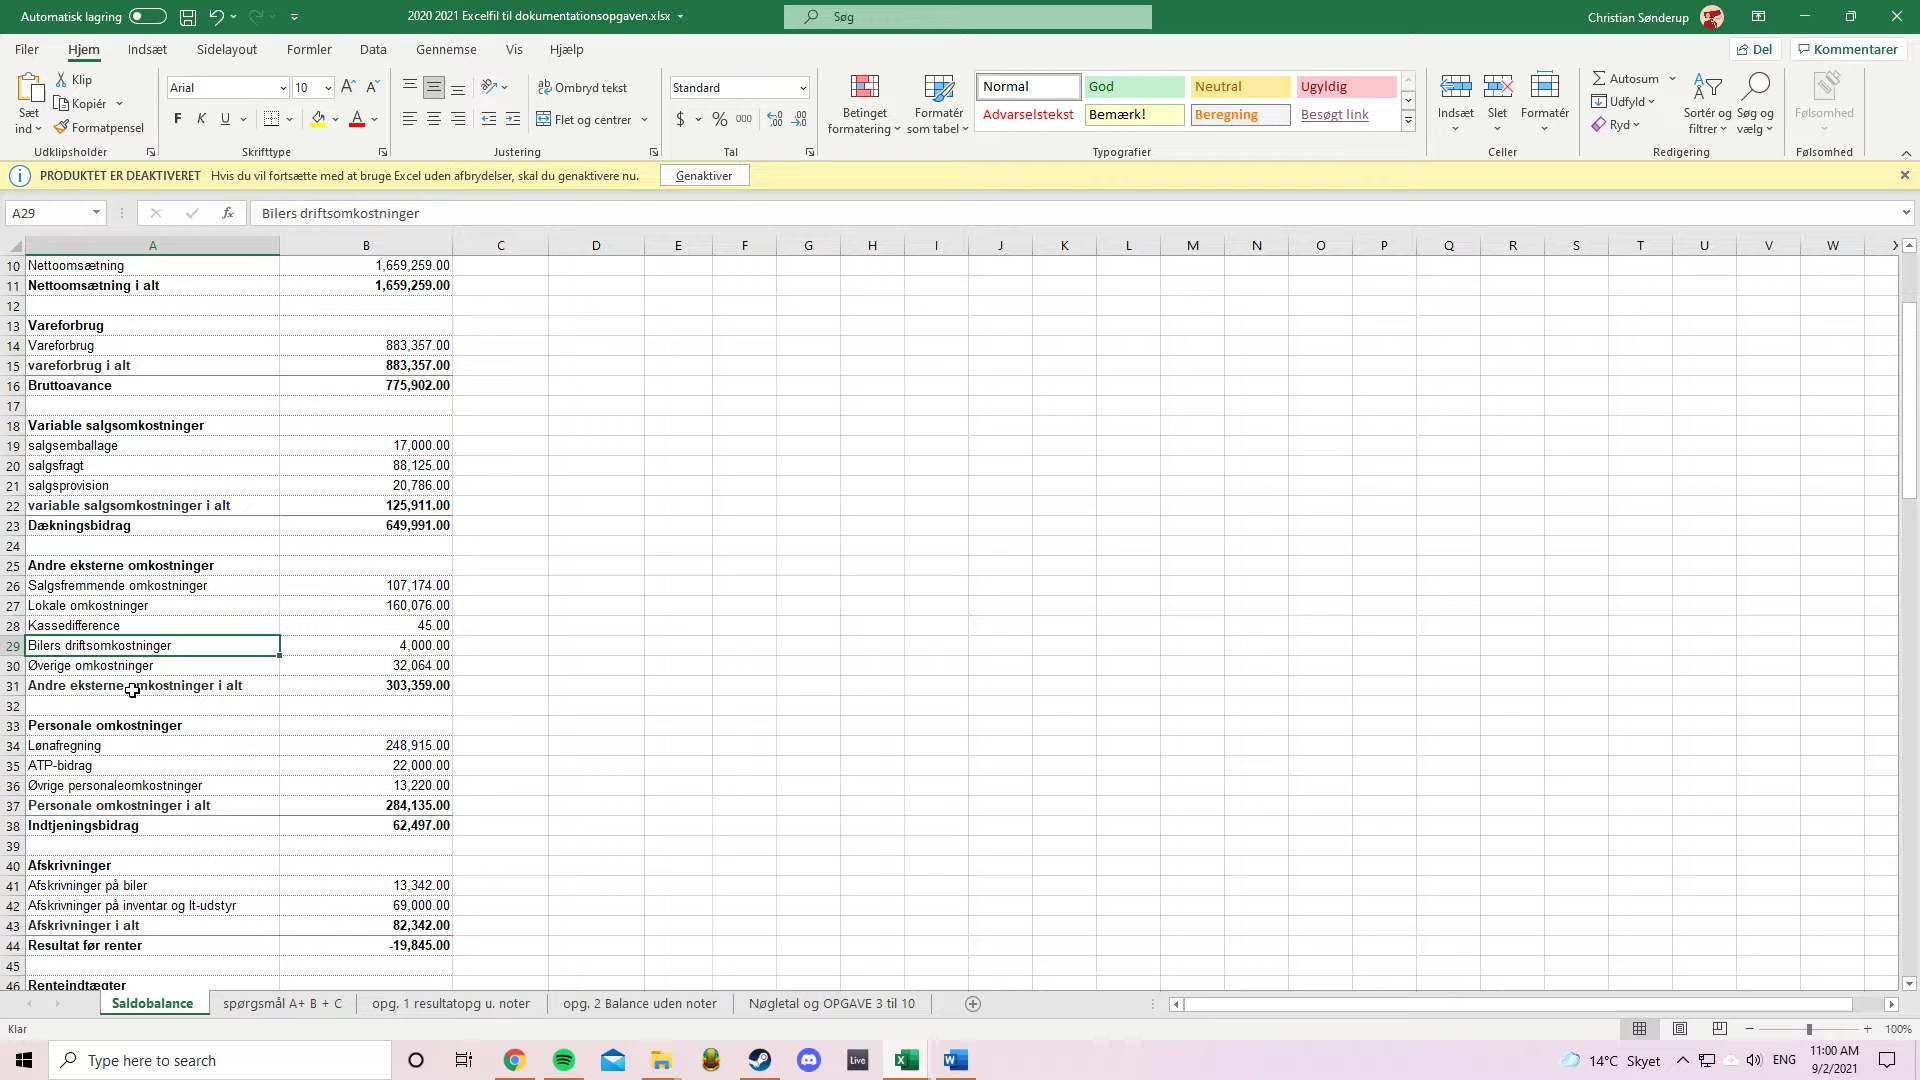 Automatisk lagring
2020 2021 Excelfil til dokumentationsopgaven.xlsx
Søg
Christian Sønderup
Filer Hjem Indsæt Sidelayout Formler Data Gennemse Vis Hjælp
Del Kommentarer
Sæt ind
Klip
Kopiér
Formatpensel
Udklipsholder
Arial 10
F K U
Skrifttype
Ombryd tekst
Flet og centrer
Justering
Standard
$ % 000
Tal
Betinget formatering
Formatér som tabel
Normal God Neutral Ugyldig
Advarselstekst Bemærk! Beregning Besøgt link
Typografier
Indsæt Slet Formatér
Celler
Autosum
Udfyld
Ryd
Sortér og filtrer
Søg og vælg
Redigering
Følsomhed
Følsomhed
PRODUKTET ER DEAKTIVERET Hvis du vil fortsætte med at bruge Excel uden afbrydelser, skal du genaktivere nu. Genaktiver
A29 fx Bilers driftsomkostninger
A B C D E F G H I J K L M N O P Q R S T U V W X
10 Nettoomsætning 1,659,259.00
11 Nettoomsætning i alt 1,659,259.00
12
13 Vareforbrug
14 Vareforbrug 883,357.00
15 vareforbrug i alt 883,357.00
16 Bruttoavance 775,902.00
17
18 Variable salgsomkostninger
19 salgsemballage 17,000.00
20 salgsfragt 88,125.00
21 salgsprovision 20,786.00
22 variable salgsomkostninger i alt 125,911.00
23 Dækningsbidrag 649,991.00
24
25 Andre eksterne omkostninger
26 Salgsfremmende omkostninger 107,174.00
27 Lokale omkostninger 160,076.00
28 Kassedifference 45.00
29 Bilers driftsomkostninger 4,000.00
30 Øverige omkostninger 32,064.00
31 Andre eksterne omkostninger i alt 303,359.00
32
33 Personale omkostninger
34 Lønafregning 248,915.00
35 ATP-bidrag 22,000.00
36 Øvrige personaleomkostninger 13,220.00
37 Personale omkostninger i alt 284,135.00
38 Indtjeningsbidrag 62,497.00
39
40 Afskrivninger
41 Afskrivninger på biler 13,342.00
42 Afskrivninger på inventar og It-udstyr 69,000.00
43 Afskrivninger i alt 82,342.00
44 Resultat før renter -19,845.00
45
46 Renteindtægter
Saldobalance spørgsmål A+ B + C opg. 1 resultatopg u. noter opg. 2 Balance uden noter Nøgletal og OPGAVE 3 til 10
Klar
100%
Type here to search
Live
14°C Skyet
ENG
11:00 AM
9/2/2021